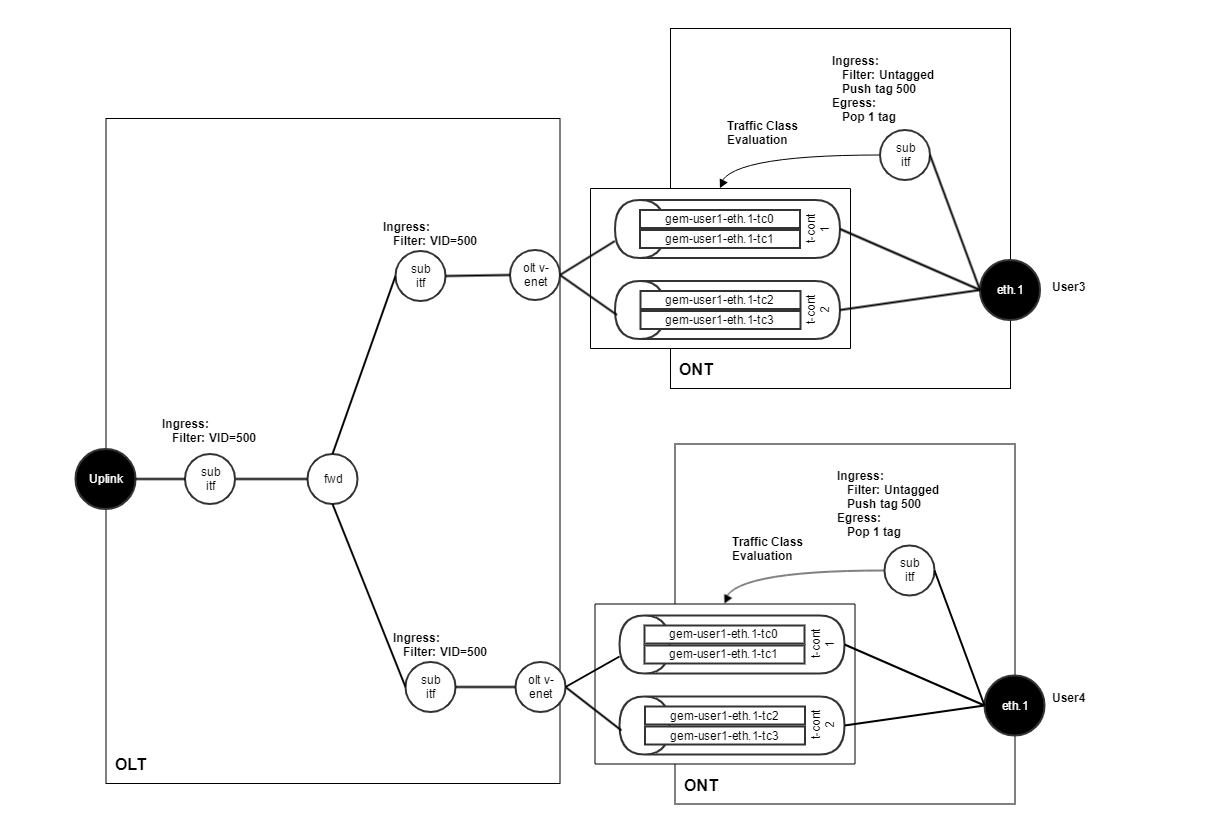 Ingress:
Filter: Untagged
Push tag 500
Egress:
Pop 1 tag
Traffic Class
Evaluation
sub
itf
gem-user1-eth.1-tc0
gem-user1-eth.1-tc1
t-cont
1
Ingress:
Filter: VID=500
sub
itf
olt v-
enet
gem-user1-eth.1-tc2
gem-user1-eth.1-tc3
t-cont
2
eth.1
User3
ONT
Ingress:
Filter: VID=500
Uplink
sub
itf
fwd
Ingress:
Filter: Untagged
Push tag 500
Egress:
Pop 1 tag
Traffic Class
Evaluation
sub
itf
gem-user1-eth.1-tc0
gem-user1-eth.1-tc1
t-cont
1
Ingress:
Filter: VID=500
sub
itf
olt v-
enet
gem-user1-eth.1-tc2
gem-user1-eth.1-tc3
t-cont
2
eth.1
User4
OLT
ONT